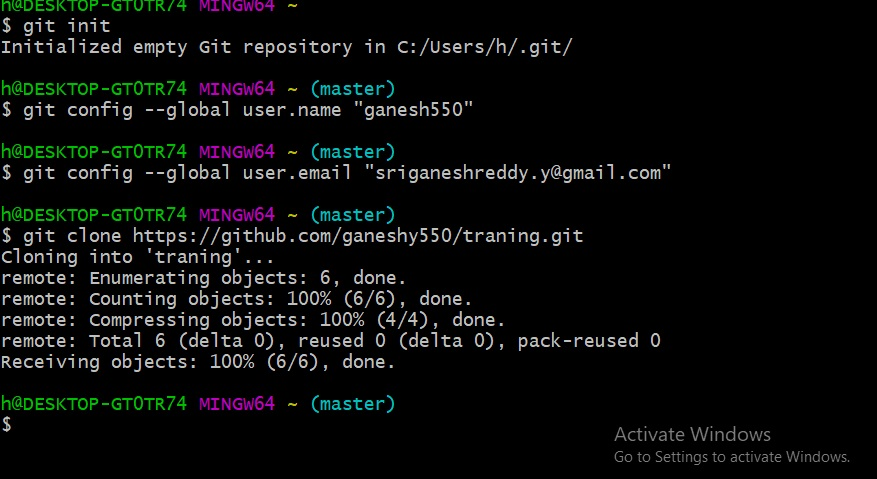 h@DESKTOP-GT0TR74 MINGW64 ~
$ git init
Initialized empty Git repository in C:/Users/h/.git/
h@DESKTOP-GT0TR74 MINGW64 ~ (master)
$ git config --global user.name "ganesh550"
h@DESKTOP-GT0TR74 MINGW64 ~ (master)
$ git config --global user.email "sriganeshreddy.y@gmail.com"
h@DESKTOP-GT0TR74 MINGW64 ~ (master)
$ git clone https://github.com/ganeshy550/traning.git
Cloning into 'traning'...
remote: Enumerating objects: 6, done.
remote: Counting objects: 100% (6/6), done.
remote: Compressing objects: 100% (4/4), done.
remote: Total 6 (delta 0), reused 0 (delta 0), pack-reused 0
Receiving objects: 100% (6/6), done.
h@DESKTOP-GT0TR74 MINGW64 ~ (master)
$
Activate Windows
Go to Settings to activate Windows.